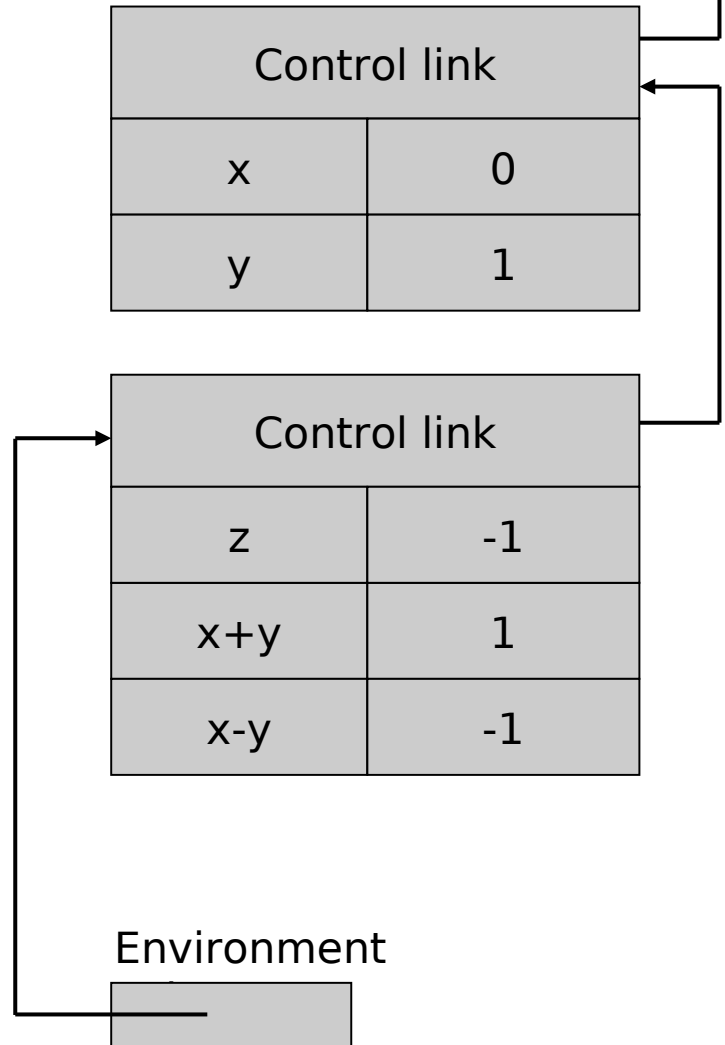 Control link
x 0
y 1
Control link
z -1
x+y 1
x-y -1
Environment